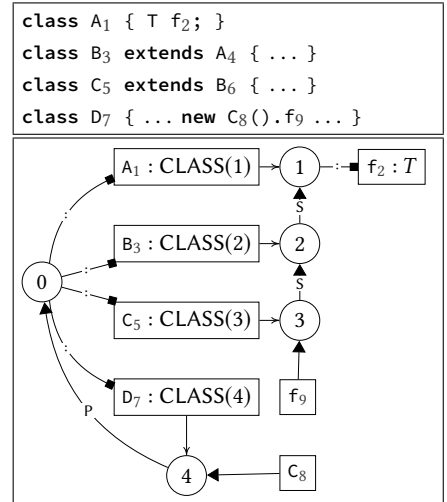 class A₁ { T f₂; }
class B₃ extends A₄ { ... }
class C₅ extends B₆ { ... }
class D₇ { ... new C₈().f₉ ... }
A₁ : CLASS(1) 1 : f₂ : T
:
S
B₃ : CLASS(2) 2
:
0
S
:
C₅ : CLASS(3) 3
:
D₇ : CLASS(4) f₉
P
4 C₈